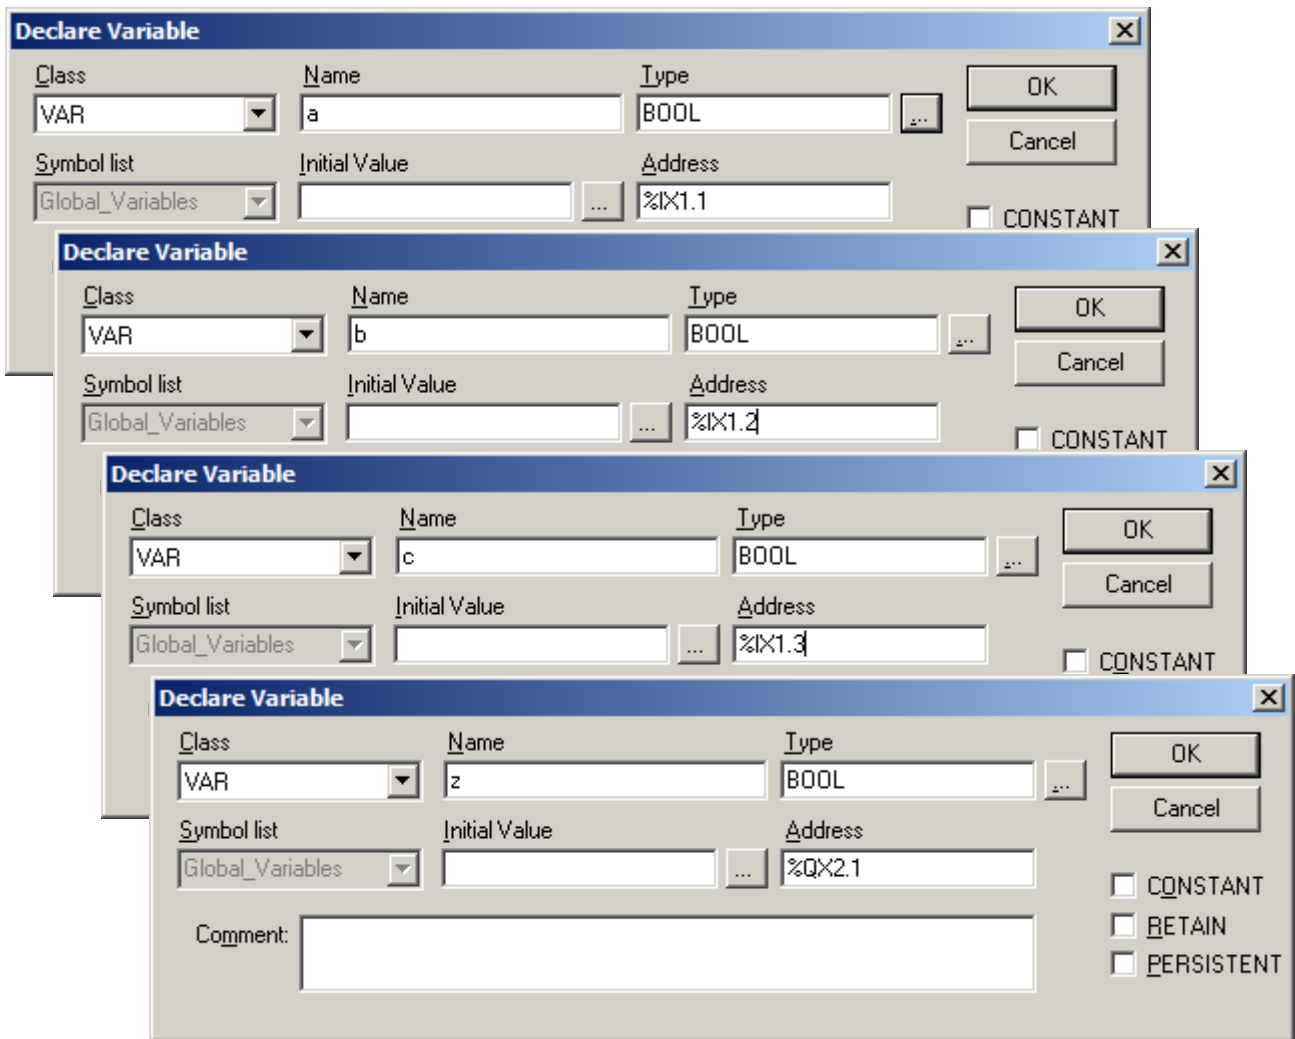 Declare Variable
Class Name Type
VAR a BOOL ... OK
Cancel
Symbol list Initial Value Address
Global_Variables ... %IX1.1
CONSTANT
Declare Variable
Class Name Type
VAR b BOOL ... OK
Cancel
Symbol list Initial Value Address
Global_Variables ... %IX1.2
CONSTANT
Declare Variable
Class Name Type
VAR c BOOL ... OK
Cancel
Symbol list Initial Value Address
Global_Variables ... %IX1.3
CONSTANT
Declare Variable
Class Name Type
VAR z BOOL ... OK
Cancel
Symbol list Initial Value Address
Global_Variables ... %QX2.1
CONSTANT
Comment: RETAIN
PERSISTENT